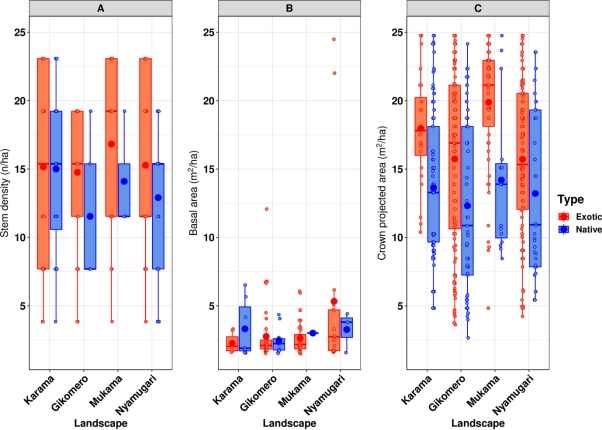 A
B
C
Stem density (n/ha)
25
20
15
10
5
Karama
Gikomero
Mukama
Nyamugari
Landscape
Basal area (m²/ha)
25
20
15
10
5
Karama
Gikomero
Mukama
Nyamugari
Landscape
Crown projected area (m²/ha)
25
20
15
10
5
Karama
Gikomero
Mukama
Nyamugari
Landscape
Type
Exotic
Native